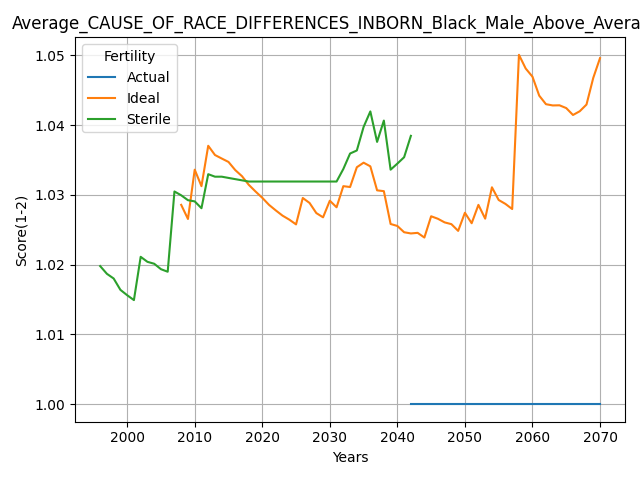 Average_CAUSE_OF_RACE_DIFFERENCES_INBORN_Black_Male_Above_Avera
Fertility
Actual
Ideal
Sterile
Score(1-2)
1.05
1.04
1.03
1.02
1.01
1.00
2000 2010 2020 2030 2040 2050 2060 2070
Years